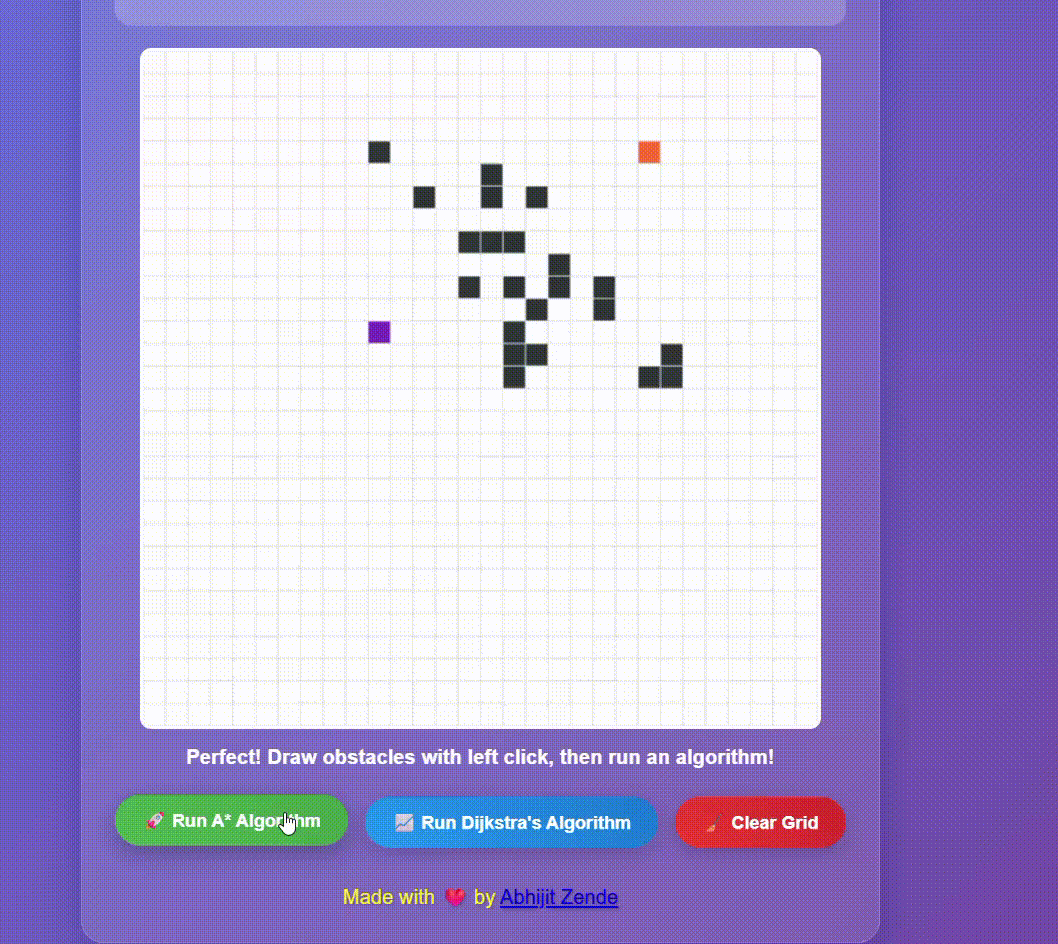 Perfect! Draw obstacles with left click, then run an algorithm!
🚀 Run A* Algorithm
📈 Run Dijkstra's Algorithm
🧹 Clear Grid
Made with ❤️ by Abhijit Zende